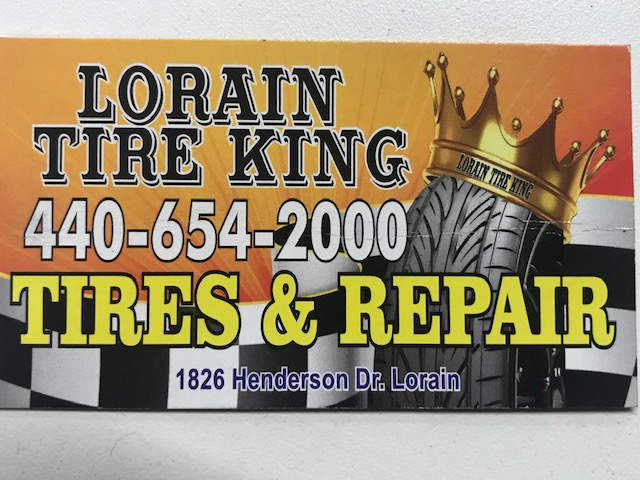 LORAIN
TIRE KING
LORAIN TIRE KING
440-654-2000
TIRES & REPAIR
1826 Henderson Dr. Lorain